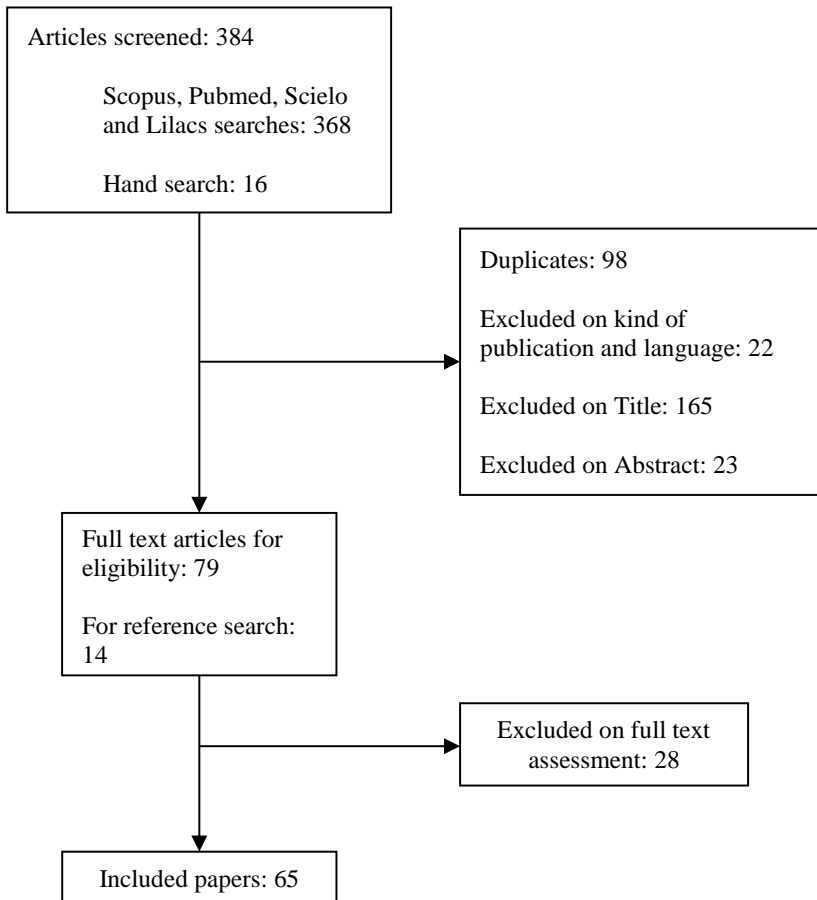 Articles screened: 384
Scopus, Pubmed, Scielo
and Lilacs searches: 368
Hand search: 16
Duplicates: 98
Excluded on kind of
publication and language: 22
Excluded on Title: 165
Excluded on Abstract: 23
Full text articles for
eligibility: 79
For reference search:
14
Excluded on full text
assessment: 28
Included papers: 65